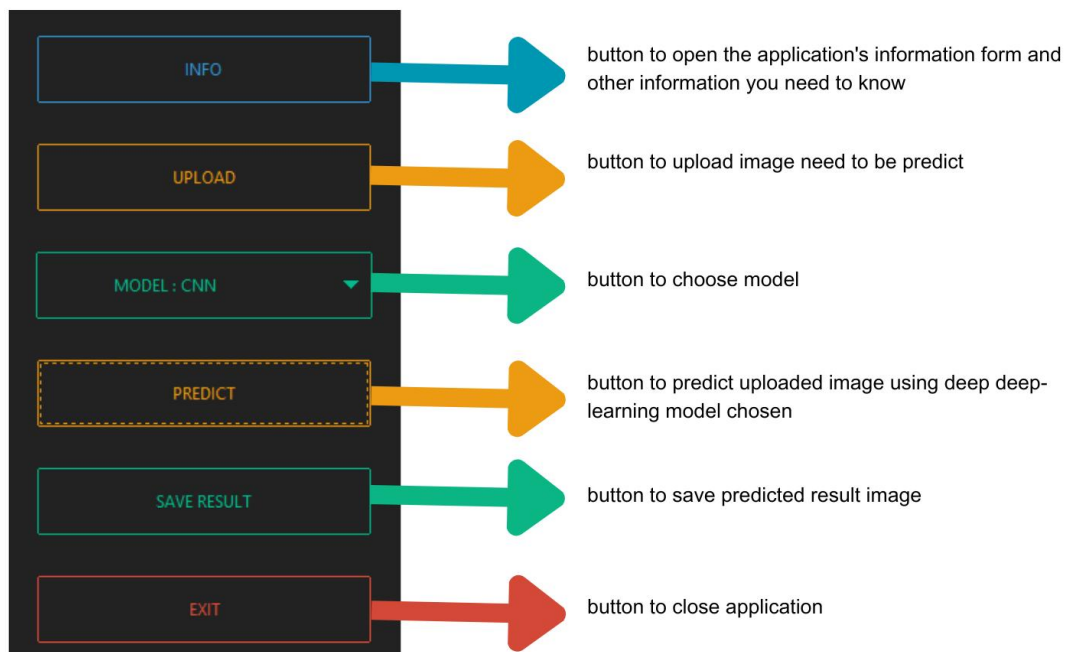 INFO
button to open the application's information form and
other information you need to know
UPLOAD
button to upload image need to be predict
MODEL : CNN
button to choose model
PREDICT
button to predict uploaded image using deep deep-
learning model chosen
SAVE RESULT
button to save predicted result image
EXIT
button to close application